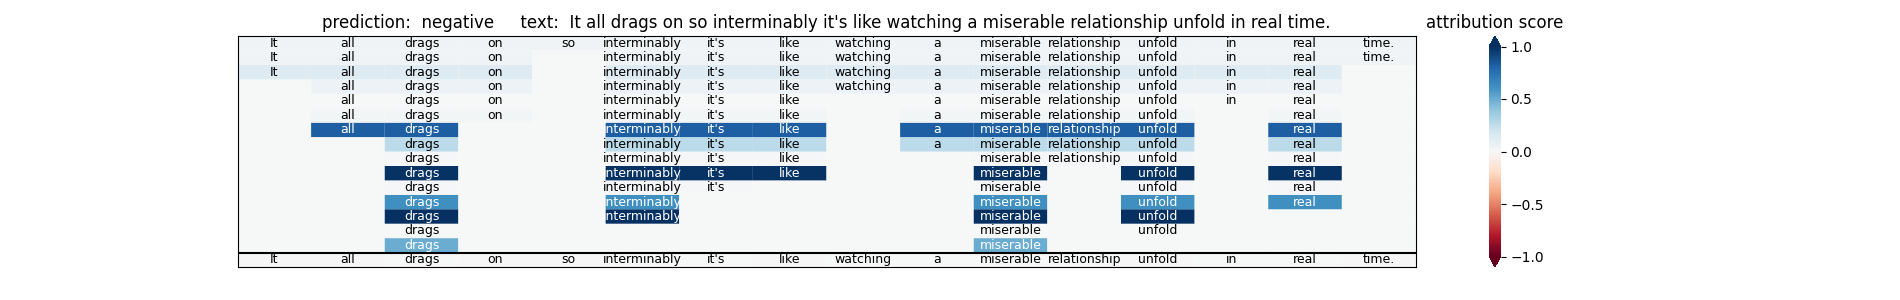 prediction:  negative     text:  It all drags on so interminably it's like watching a miserable relationship unfold in real time.     attribution score
It all drags on so interminably it's like watching a miserable relationship unfold in real time.
It all drags on interminably it's like watching a miserable relationship unfold in real time.
It all drags on interminably it's like watching a miserable relationship unfold in real
all drags on interminably it's like watching a miserable relationship unfold in real
all drags on interminably it's like a miserable relationship unfold in real
all drags on interminably it's like a miserable relationship unfold real
all drags interminably it's like a miserable relationship unfold real
drags interminably it's like a miserable relationship unfold real
drags interminably it's like miserable relationship unfold real
drags interminably it's like miserable unfold real
drags interminably it's miserable unfold real
drags interminably miserable unfold real
drags interminably miserable unfold
drags miserable unfold
drags miserable
It all drags on so interminably it's like watching a miserable relationship unfold in real time.
1.0
0.5
0.0
−0.5
−1.0